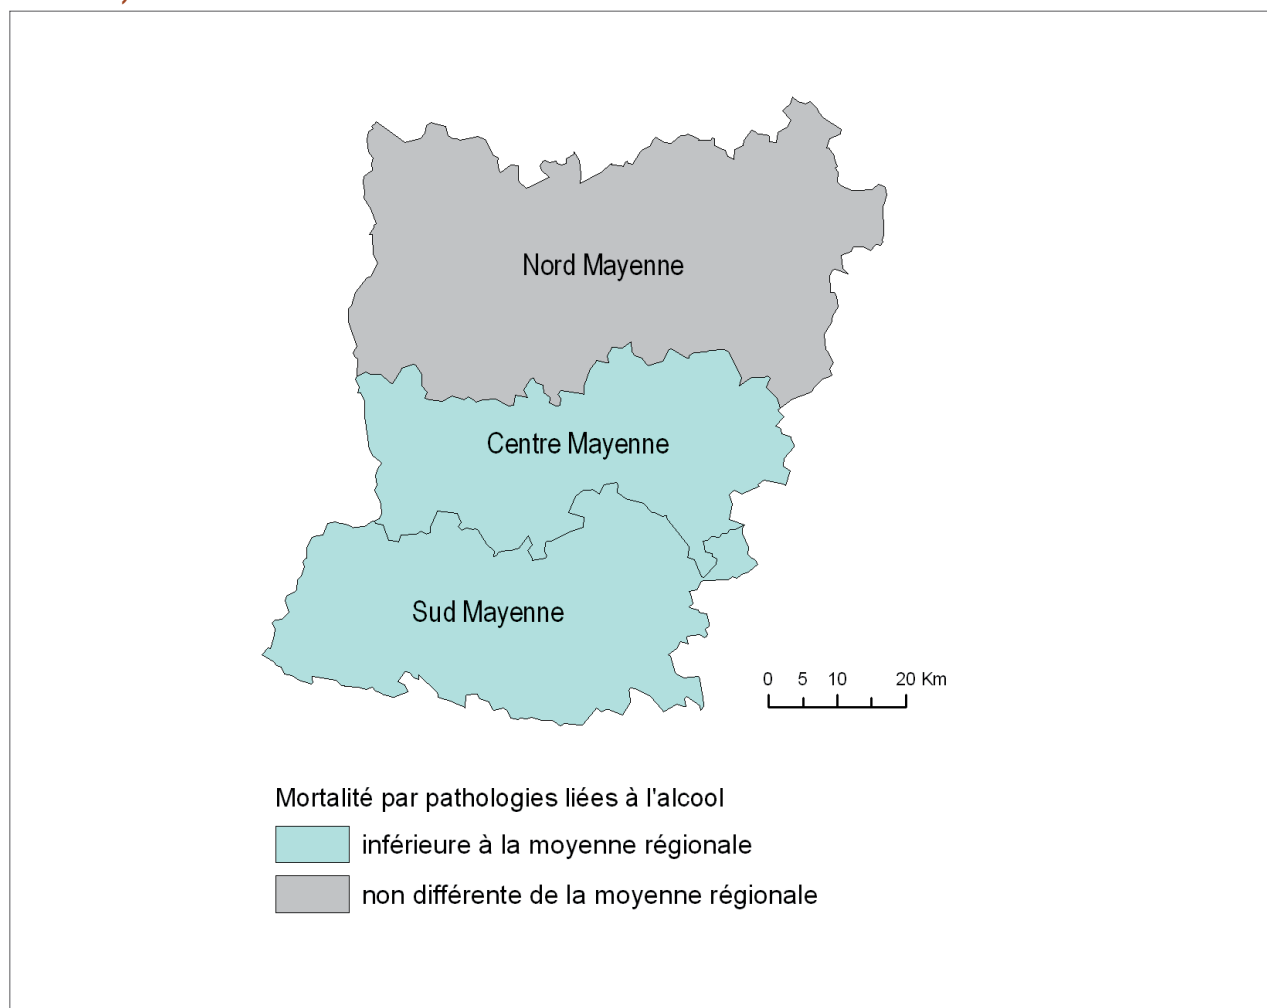 Nord Mayenne
Centre Mayenne
Sud Mayenne
0 5 10 20 Km
Mortalité par pathologies liées à l'alcool
inférieure à la moyenne régionale
non différente de la moyenne régionale